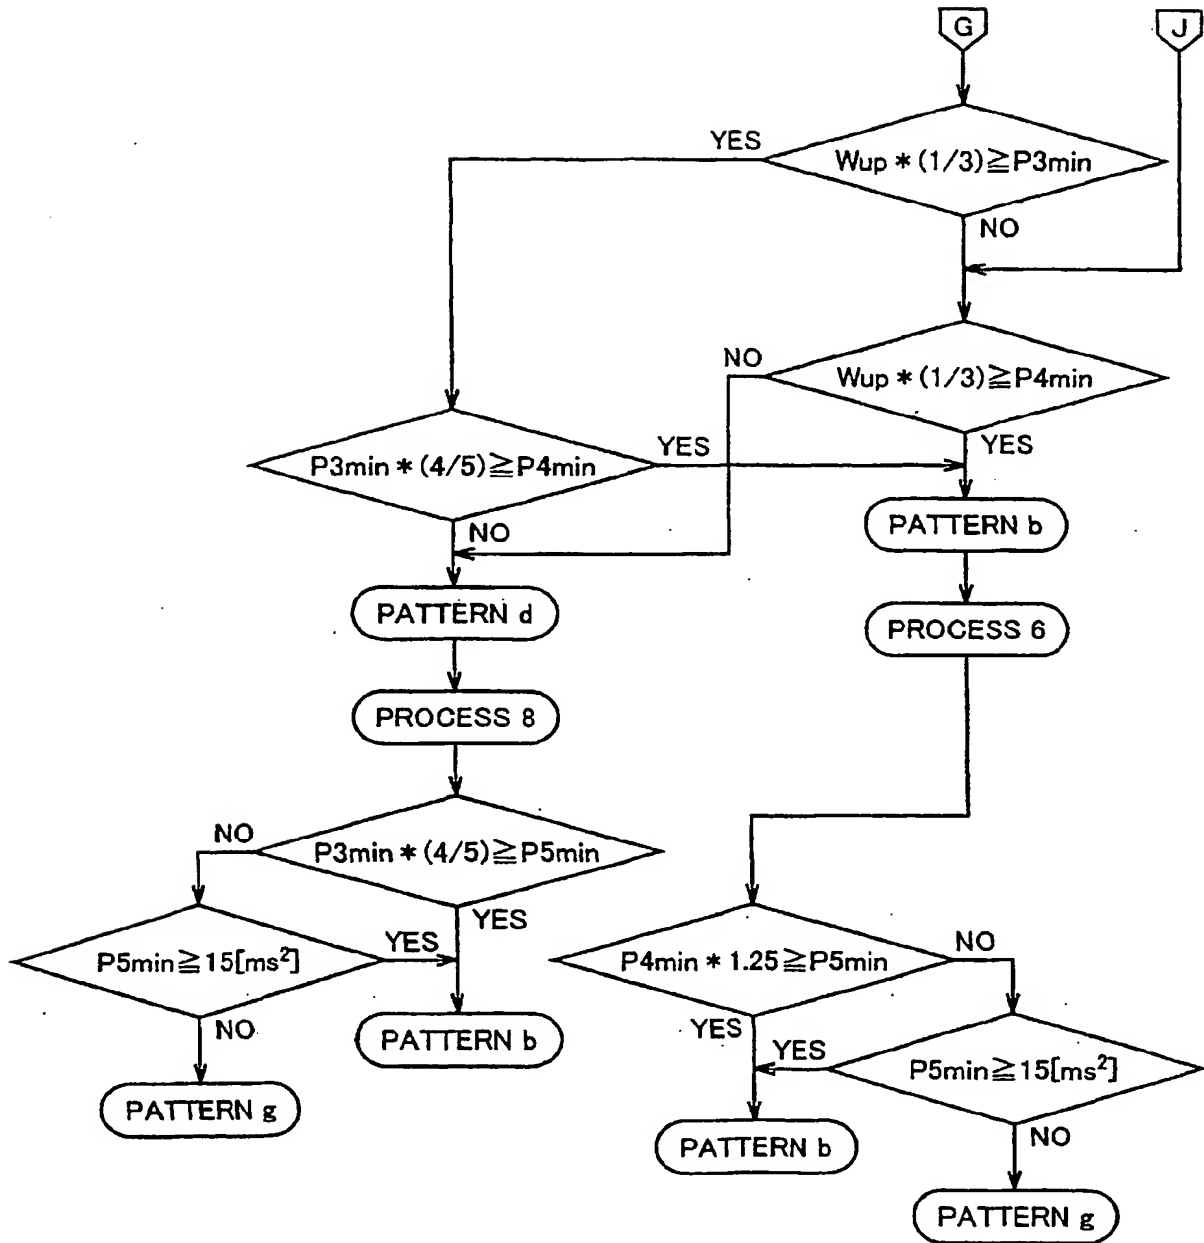 G
J
YES
Wup * (1/3)≧P3min
NO
NO
Wup * (1/3)≧P4min
YES
P3min * (4/5)≧P4min
YES
NO
PATTERN b
PATTERN d
PROCESS 6
PROCESS 8
NO
P3min * (4/5)≧P5min
YES
P5min≧15[ms²]
YES
NO
PATTERN b
PATTERN g
P4min * 1.25≧P5min
NO
YES
YES
P5min≧15[ms²]
PATTERN b
NO
PATTERN g